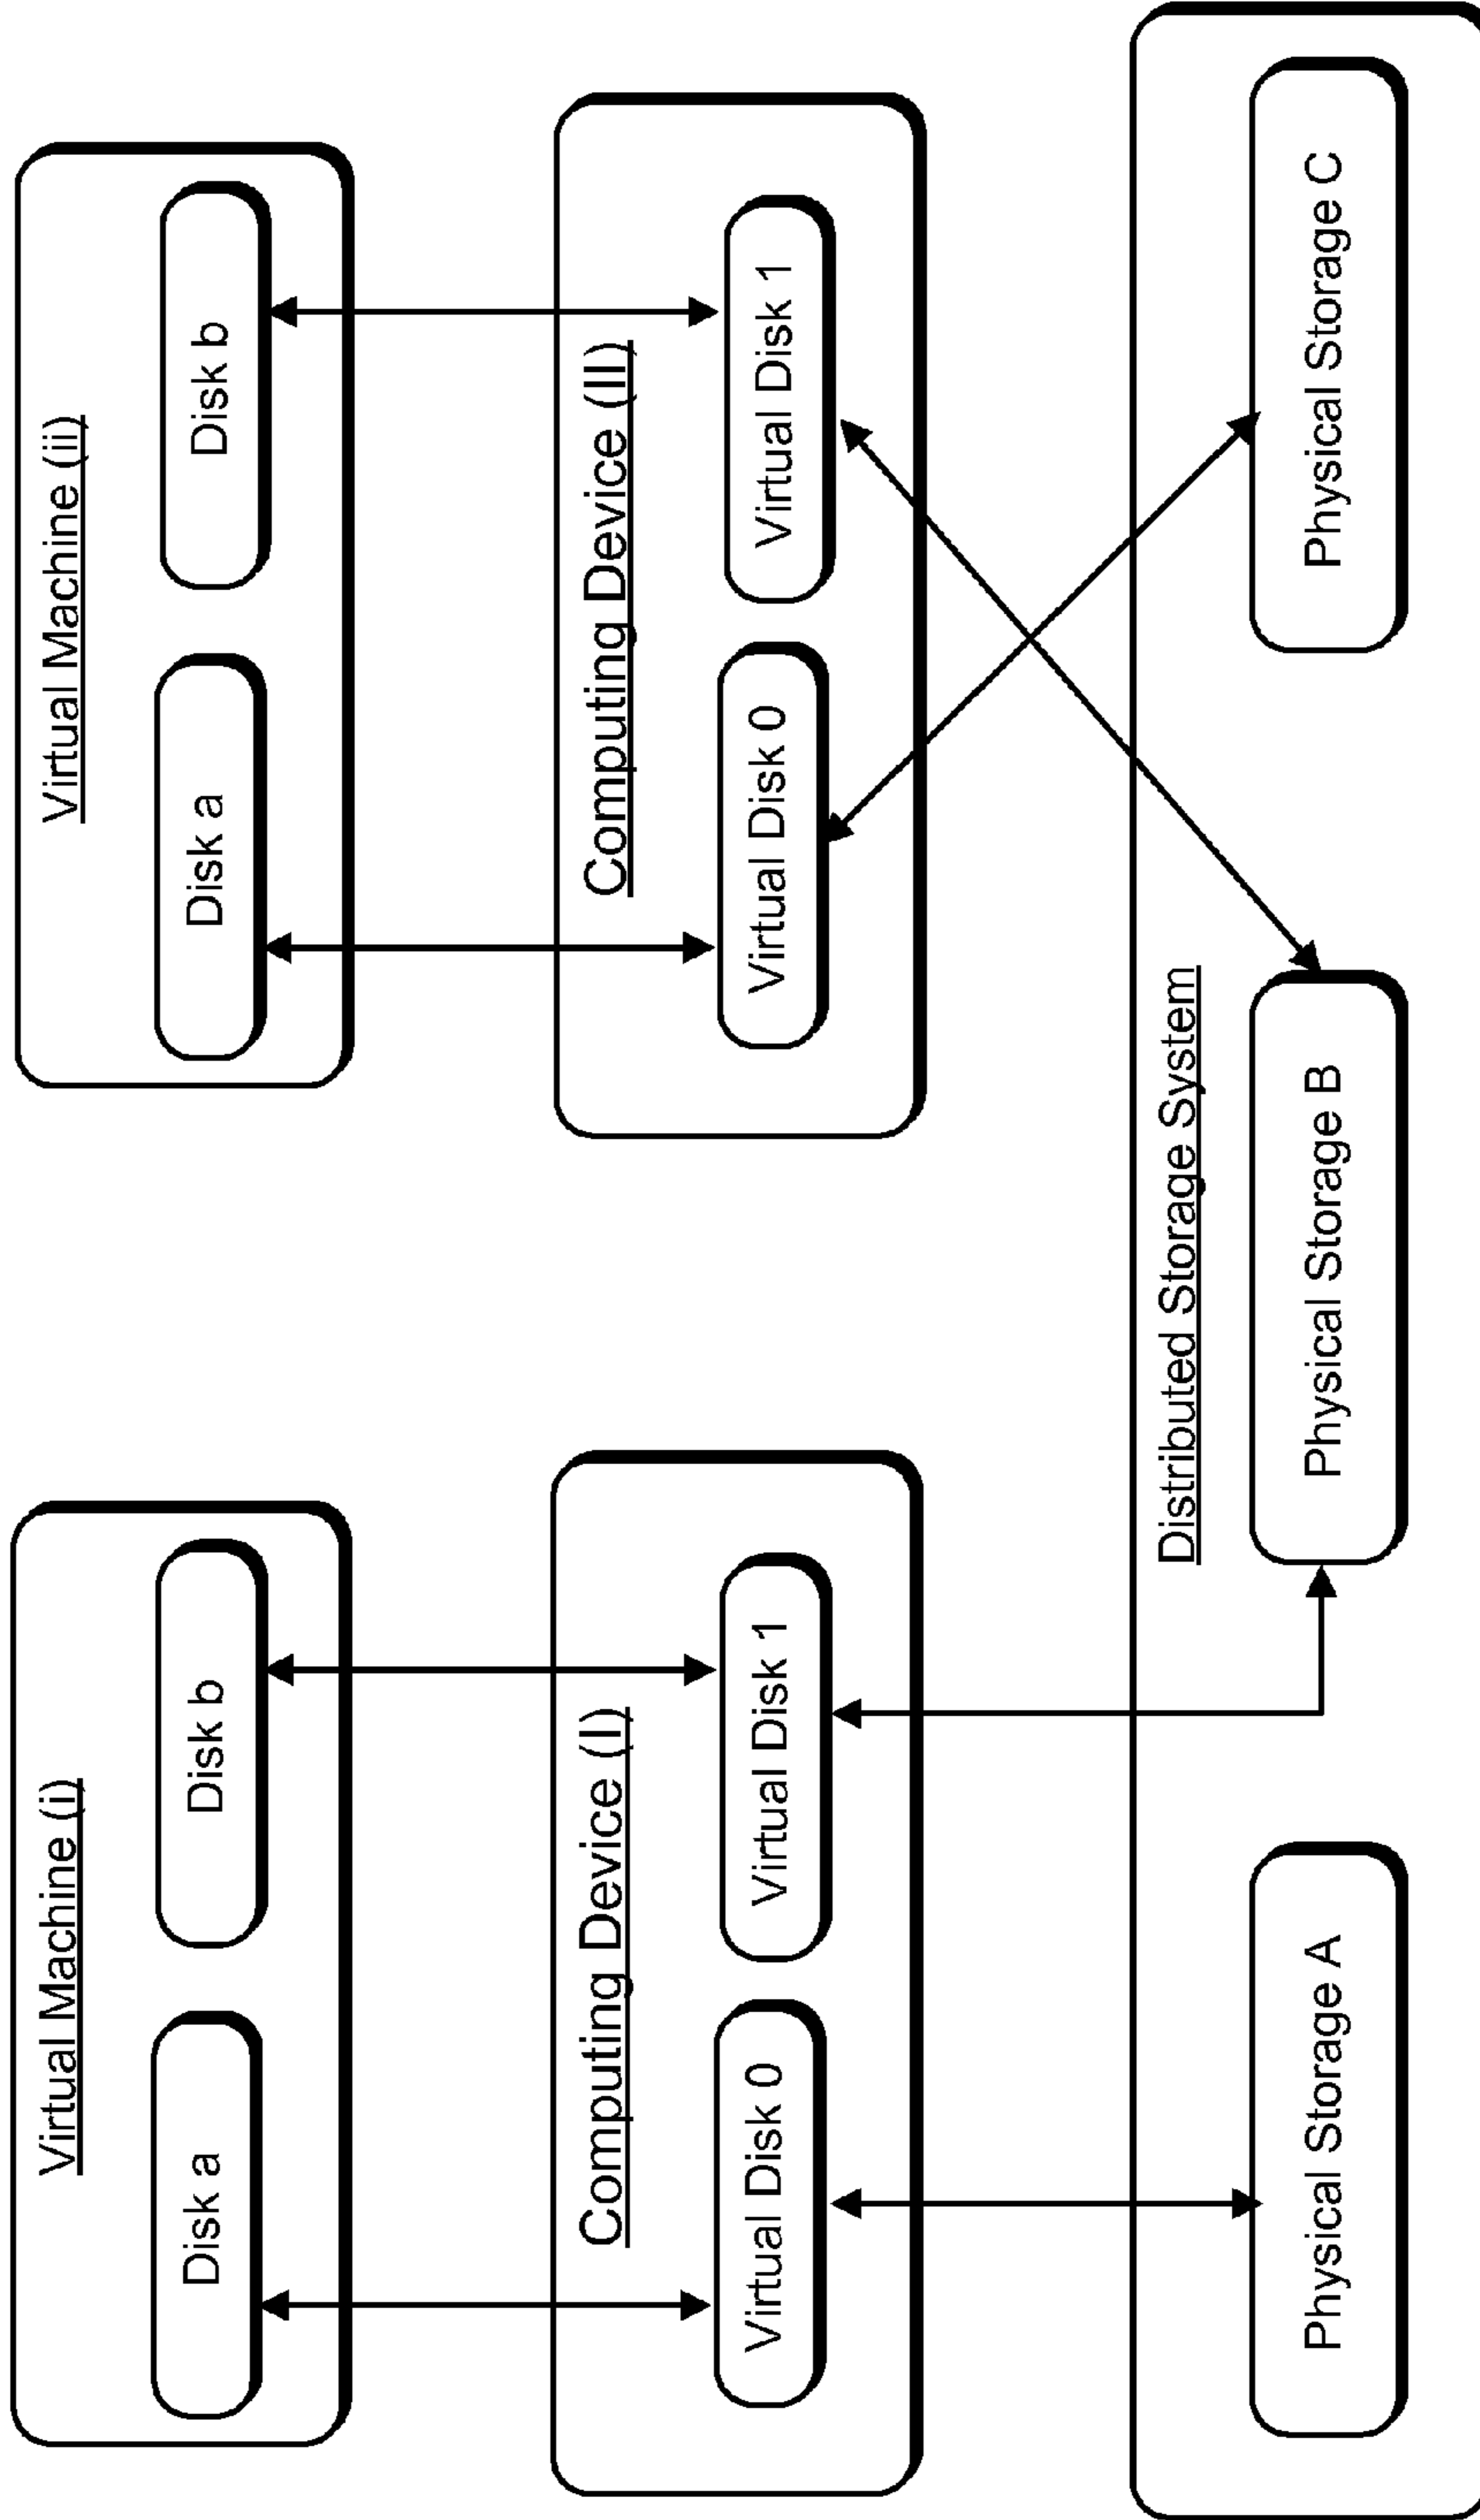 Virtual Machine (i)
Disk a
Disk b
Virtual Machine (ii)
Disk a
Disk b
Computing Device (I)
Virtual Disk 0
Virtual Disk 1
Computing Device (II)
Virtual Disk 0
Virtual Disk 1
Distributed Storage System
Physical Storage A
Physical Storage B
Physical Storage C